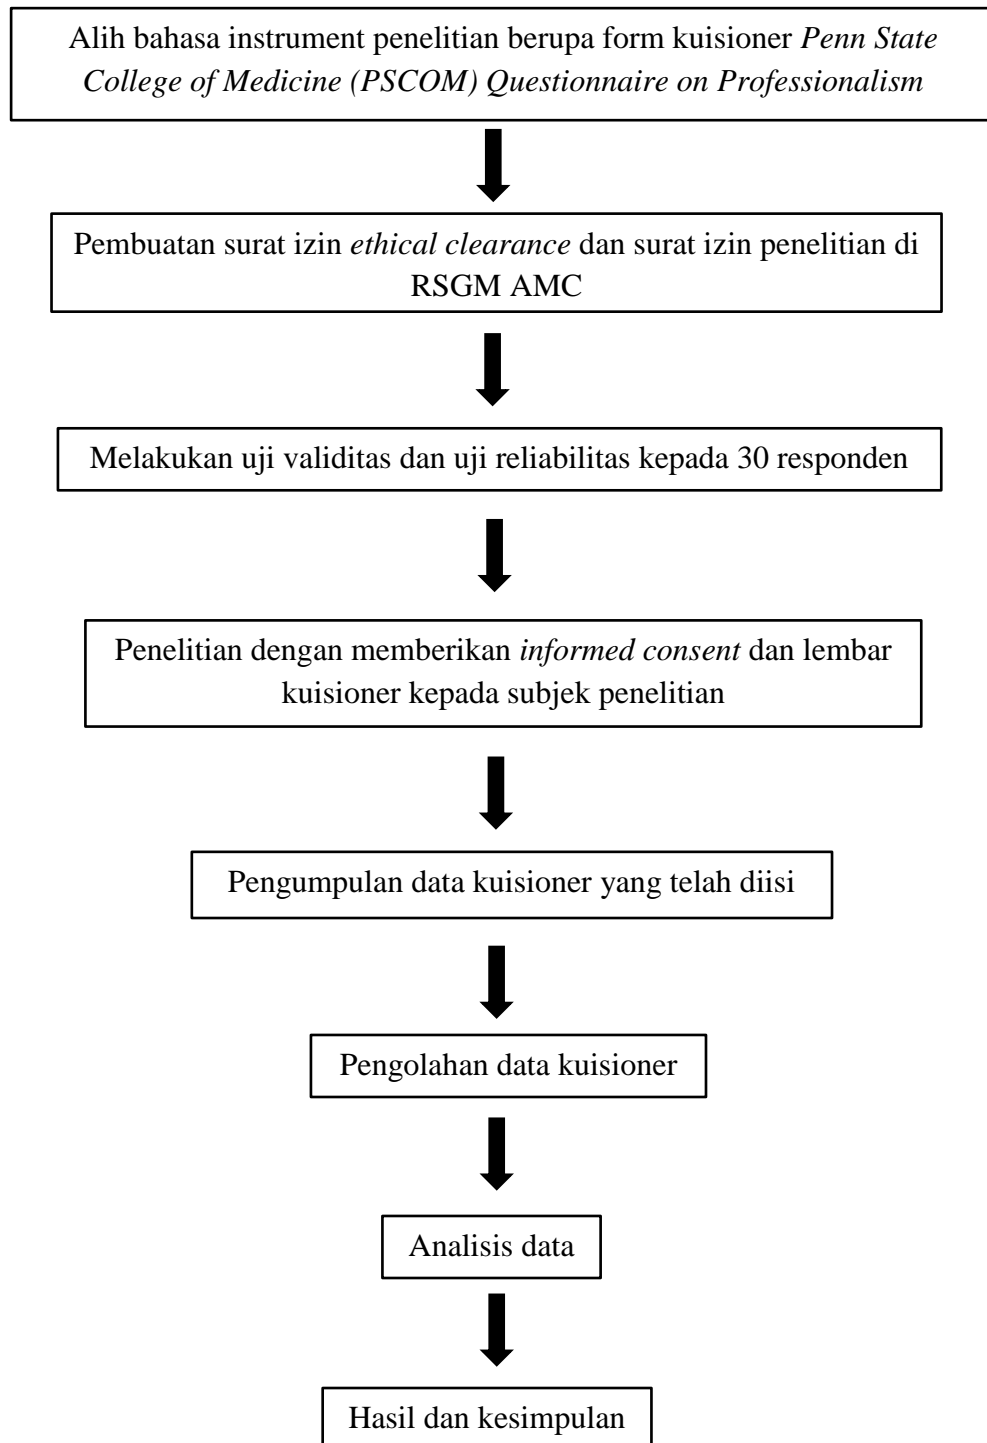 Alih bahasa instrument penelitian berupa form kuisioner Penn State
College of Medicine (PSCOM) Questionnaire on Professionalism
Pembuatan surat izin ethical clearance dan surat izin penelitian di
RSGM AMC
Melakukan uji validitas dan uji reliabilitas kepada 30 responden
Penelitian dengan memberikan informed consent dan lembar
kuisioner kepada subjek penelitian
Pengumpulan data kuisioner yang telah diisi
Pengolahan data kuisioner
Analisis data
Hasil dan kesimpulan